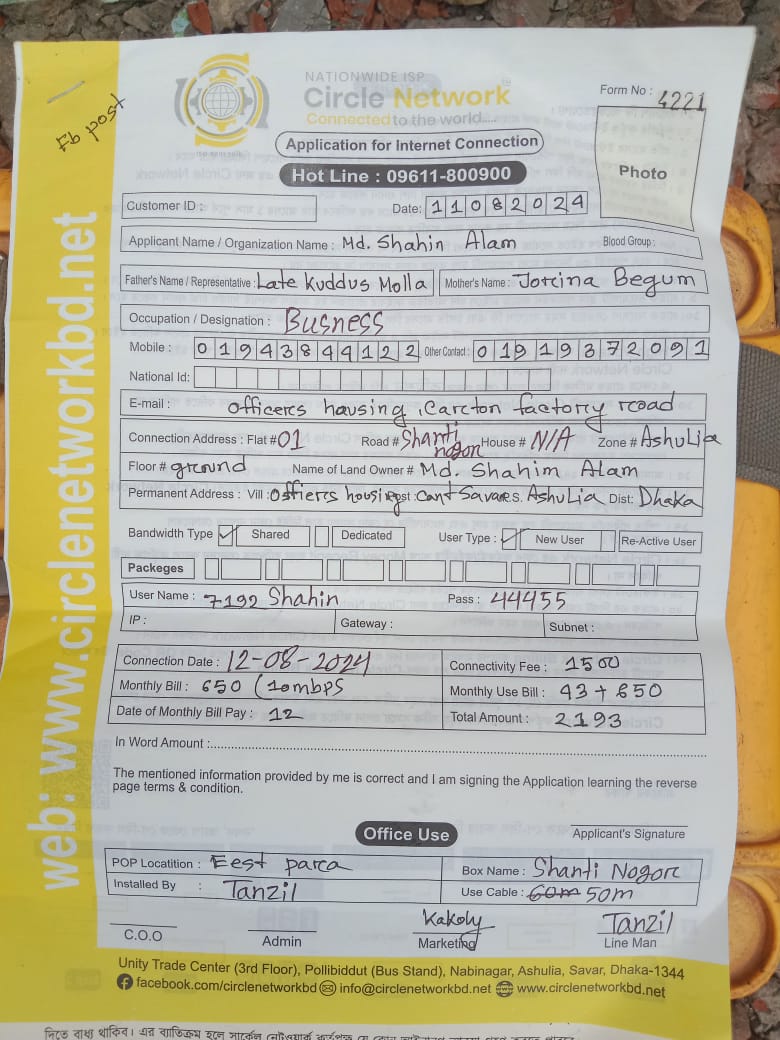 Fb post
NATIONWIDE ISP
Circle Network
Connected to the world.....
Form No : 4221
Application for Internet Connection
Hot Line : 09611-800900
Photo
Customer ID :
Date: 11082024
Applicant Name / Organization Name : Md. Shahin Alam Blood Group :
Father's Name / Representative : Late Kuddus Molla Mother's Name : Jorina Begum
Occupation / Designation : Busness
Mobile : 01943844122 Other Contact : 01919372091
National Id:
E-mail : officers housing, carton factory road
Connection Address : Flat # 01 Road # Shanti nogor House # N/A Zone # Ashulia
Floor # ground Name of Land Owner # Md. Shahim Alam
Permanent Address : Vill : officers housing Post : Cant Savar P.S. Ashulia Dist: Dhaka
Bandwidth Type Shared Dedicated User Type : New User Re-Active User
Packeges
User Name : 7192 Shahin Pass : 44455
IP : Gateway : Subnet :
Connection Date : 12-08-2024 Connectivity Fee : 1500
Monthly Bill : 650 (10mbps Monthly Use Bill : 43 + 650
Date of Monthly Bill Pay : 12 Total Amount : 2193
In Word Amount :
The mentioned information provided by me is correct and I am signing the Application learning the reverse
page terms & condition.
Office Use
Applicant's Signature
POP Locatition : Eest para Box Name : Shanti Nogor
Installed By : Tanzil Use Cable : 60m 50m
C.O.O Admin Kakoly Marketing Tanzil Line Man
Unity Trade Center (3rd Floor), Pollibiddut (Bus Stand), Nabinagar, Ashulia, Savar, Dhaka-1344
facebook.com/circlenetworkbd info@circlenetworkbd.net www.circlenetworkbd.net
web: www.circlenetworkbd.net
দিতে বাধ্য থাকিব। এর ব্যতিক্রম হলে সার্কেল